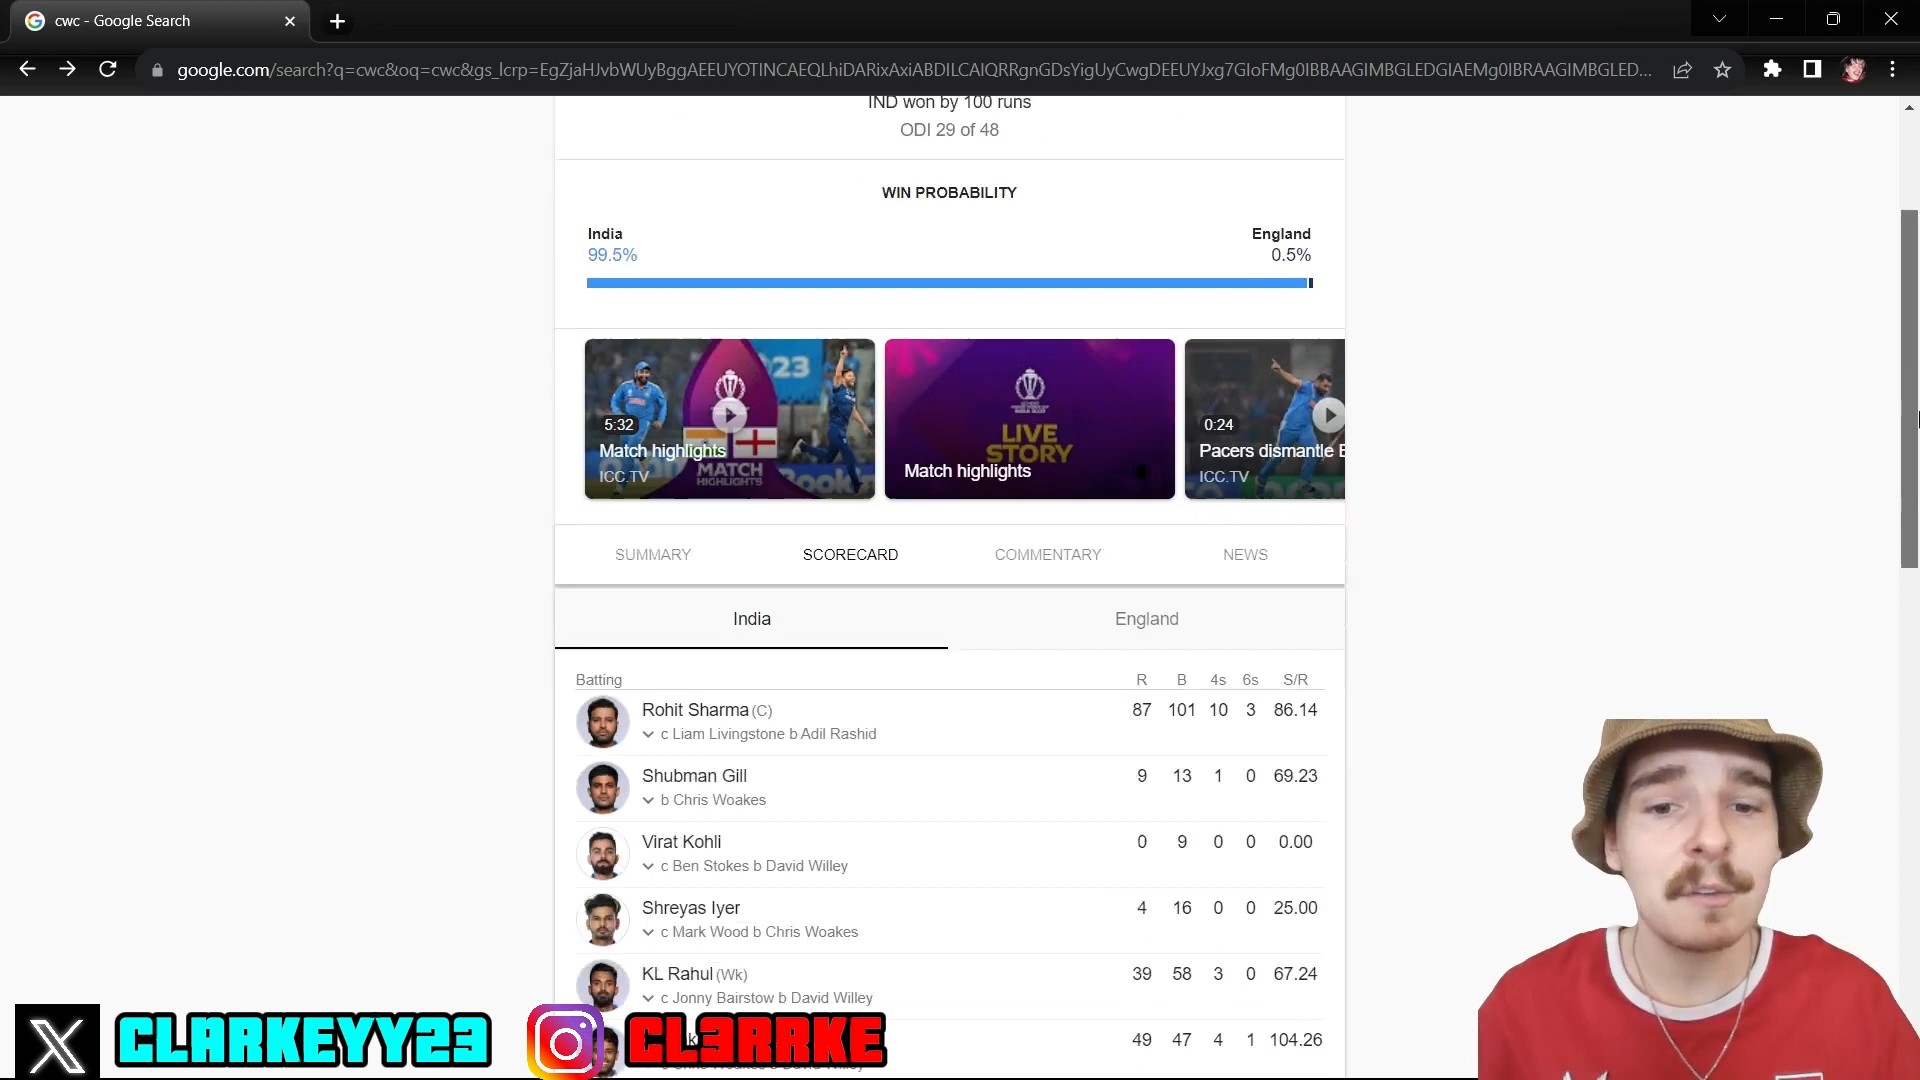 cwc - Google Search
google.com/search?q=cwc&oq=cwc&gs_lcrp=EgZjaHJvbWUyBggAEEUYOTINCAEQLhiDARixAxiABDILCAIQRRgnGDsYigUyCwgDEEUYJxg7GIoFMg0IBBAAGIMBGLEDGIAEMg0IBRAAGIMBGLED...
IND won by 100 runs
ODI 29 of 48
WIN PROBABILITY
India England
99.5% 0.5%
23
5:32
Match highlights
ICC.TV
MATCH
HIGHLIGHTS
LIVE
STORY
Match highlights
0:24
Pacers dismantle E
ICC.TV
SUMMARY SCORECARD COMMENTARY NEWS
India England
Batting R B 4s 6s S/R
Rohit Sharma (C) 87 101 10 3 86.14
c Liam Livingstone b Adil Rashid
Shubman Gill 9 13 1 0 69.23
b Chris Woakes
Virat Kohli 0 9 0 0 0.00
c Ben Stokes b David Willey
Shreyas Iyer 4 16 0 0 25.00
c Mark Wood b Chris Woakes
KL Rahul (Wk) 39 58 3 0 67.24
c Jonny Bairstow b David Willey
49 47 4 1 104.26
CLARKEYY23 CL3RRKE